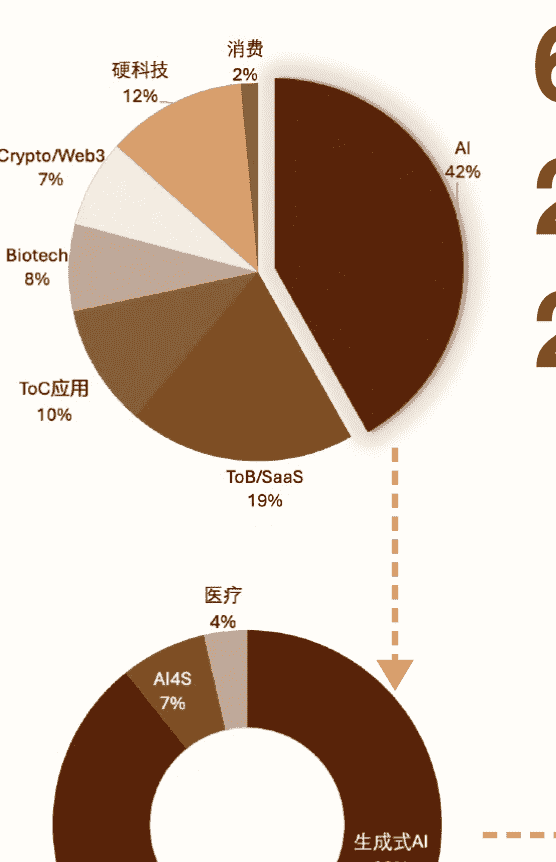 消费
2%
硬科技
12%
AI
42%
Crypto/Web3
7%
Biotech
8%
ToC应用
10%
ToB/SaaS
19%
医疗
4%
AI4S
7%
生成式AI